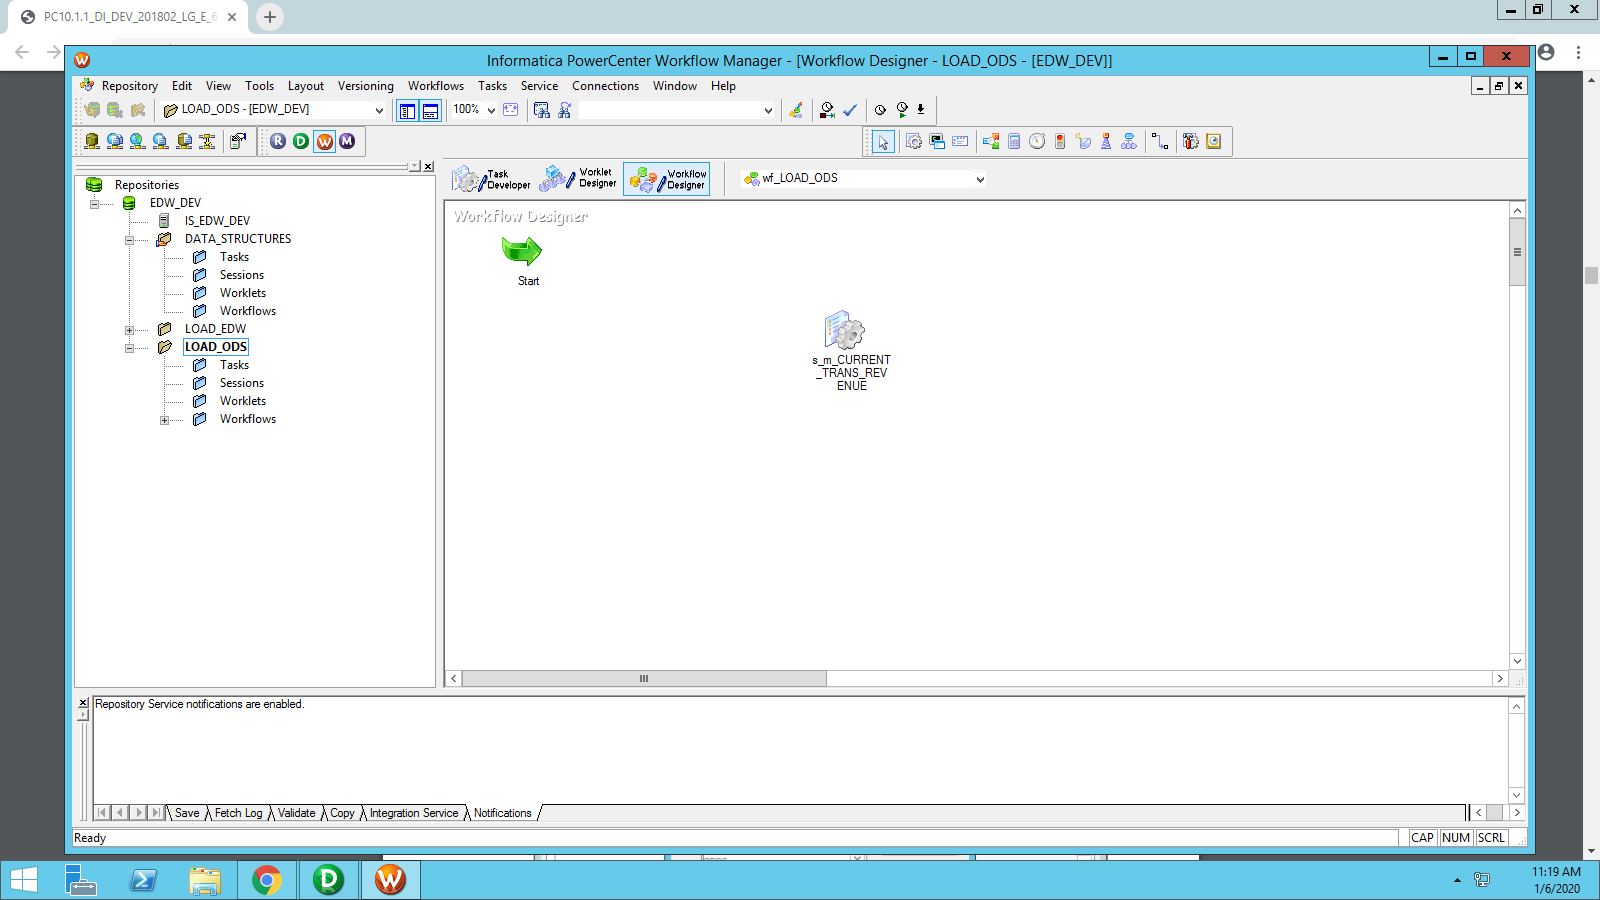 PC10.1.1_DI_DEV_201802_LG_E_6
Informatica PowerCenter Workflow Manager - [Workflow Designer - LOAD_ODS - [EDW_DEV]]
Repository Edit View Tools Layout Versioning Workflows Tasks Service Connections Window Help
LOAD_ODS - [EDW_DEV] 100%
R D W M
Task Developer
Worklet Designer
Workflow Designer
wf_LOAD_ODS
Repositories
EDW_DEV
IS_EDW_DEV
DATA_STRUCTURES
Tasks
Sessions
Worklets
Workflows
LOAD_EDW
LOAD_ODS
Tasks
Sessions
Worklets
Workflows
Workflow Designer
Start
s_m_CURRENT
_TRANS_REV
ENUE
Repository Service notifications are enabled.
Save Fetch Log Validate Copy Integration Service Notifications
Ready
CAP NUM SCRL
D W
11:19 AM
1/6/2020